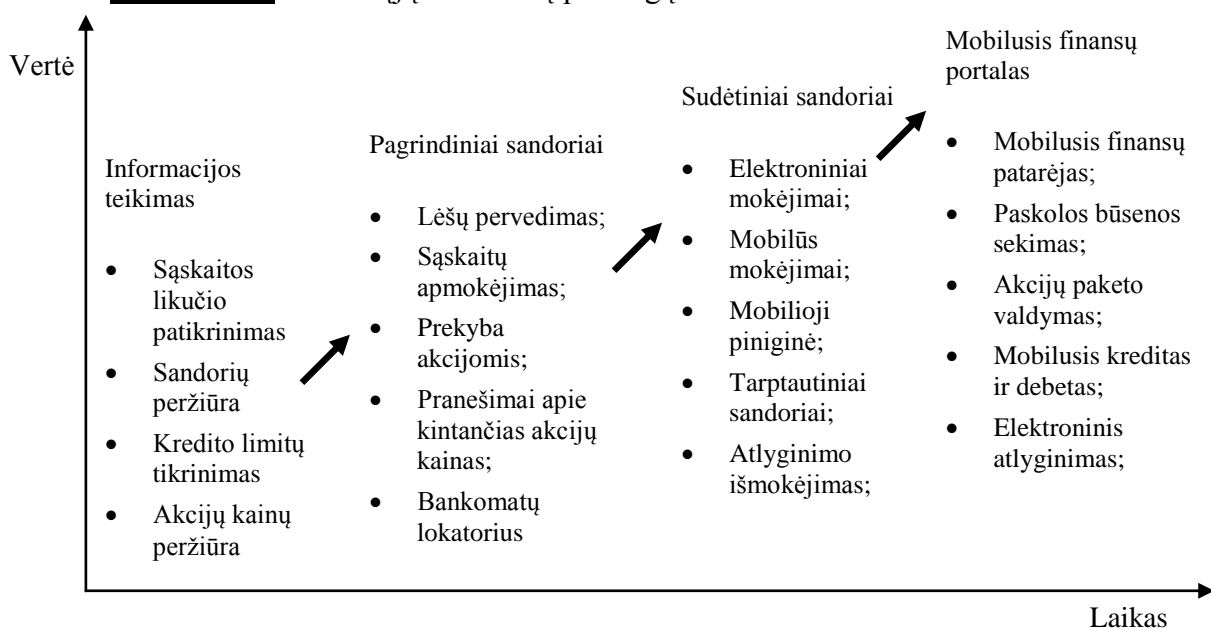 Vertė
Informacijos
teikimas
• Sąskaitos
likučio
patikrinimas
• Sandorių
peržiūra
• Kredito limitų
tikrinimas
• Akcijų kainų
peržiūra
Pagrindiniai sandoriai
• Lėšų pervedimas;
• Sąskaitų
apmokėjimas;
• Prekyba
akcijomis;
• Pranešimai apie
kintančias akcijų
kainas;
• Bankomatų
lokatorius
Sudėtiniai sandoriai
• Elektroniniai
mokėjimai;
• Mobilūs
mokėjimai;
• Mobilioji
piniginė;
• Tarptautiniai
sandoriai;
• Atlyginimo
išmokėjimas;
Mobilusis finansų
portalas
• Mobilusis finansų
patarėjas;
• Paskolos būsenos
sekimas;
• Akcijų paketo
valdymas;
• Mobilusis kreditas
ir debetas;
• Elektroninis
atlyginimas;
Laikas